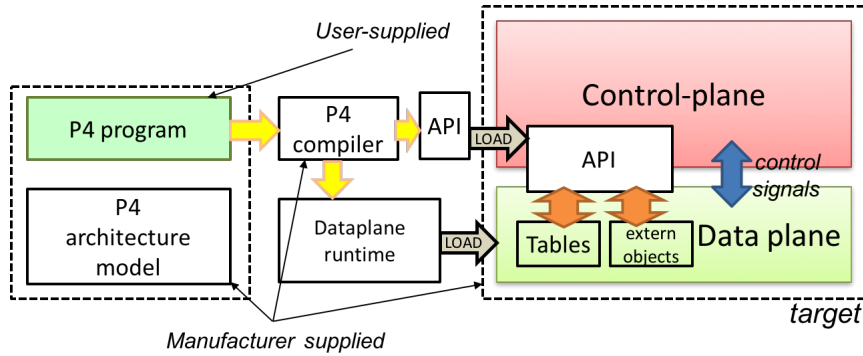 User-supplied
P4 program
P4
compiler
API
LOAD
Control-plane
API
control
signals
P4
architecture
model
Dataplane
runtime
LOAD
Tables
extern
objects
Data plane
target
Manufacturer supplied